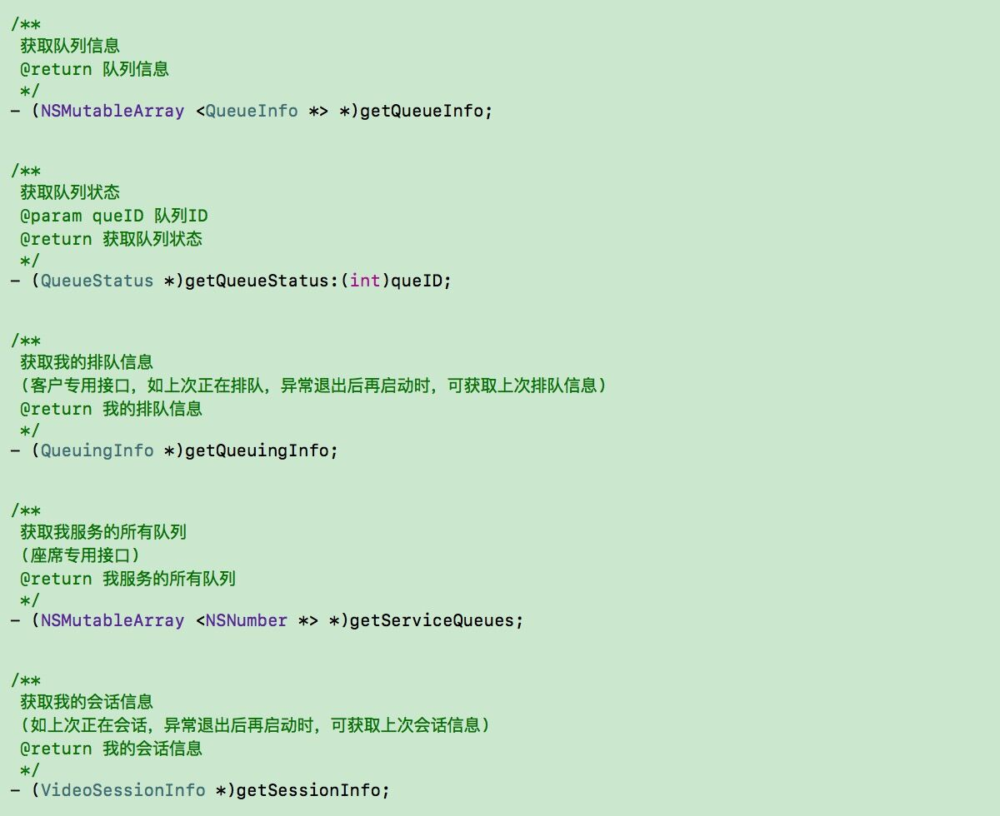 /**
获取队列信息
@return 队列信息
*/
- (NSMutableArray <QueueInfo *> *)getQueueInfo;
/**
获取队列状态
@param queID 队列ID
@return 获取队列状态
*/
- (QueueStatus *)getQueueStatus:(int)queID;
/**
获取我的排队信息
(客户专用接口，如上次正在排队，异常退出后再启动时，可获取上次排队信息)
@return 我的排队信息
*/
- (QueuingInfo *)getQueuingInfo;
/**
获取我服务的所有队列
(座席专用接口)
@return 我服务的所有队列
*/
- (NSMutableArray <NSNumber *> *)getServiceQueues;
/**
获取我的会话信息
(如上次正在会话，异常退出后再启动时，可获取上次会话信息)
@return 我的会话信息
*/
- (VideoSessionInfo *)getSessionInfo;